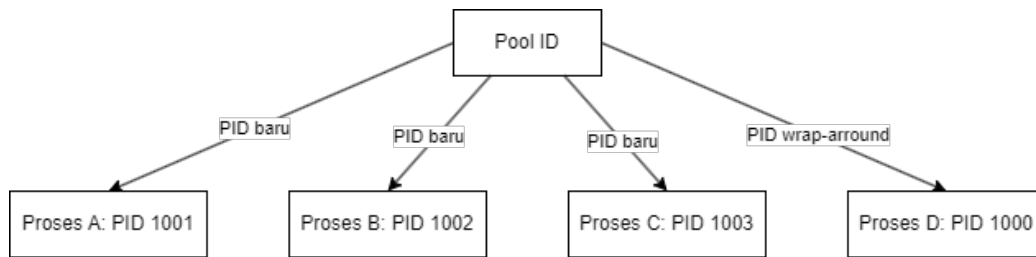 Pool ID
PID baru
PID baru
PID baru
PID wrap-arround
Proses A: PID 1001
Proses B: PID 1002
Proses C: PID 1003
Proses D: PID 1000